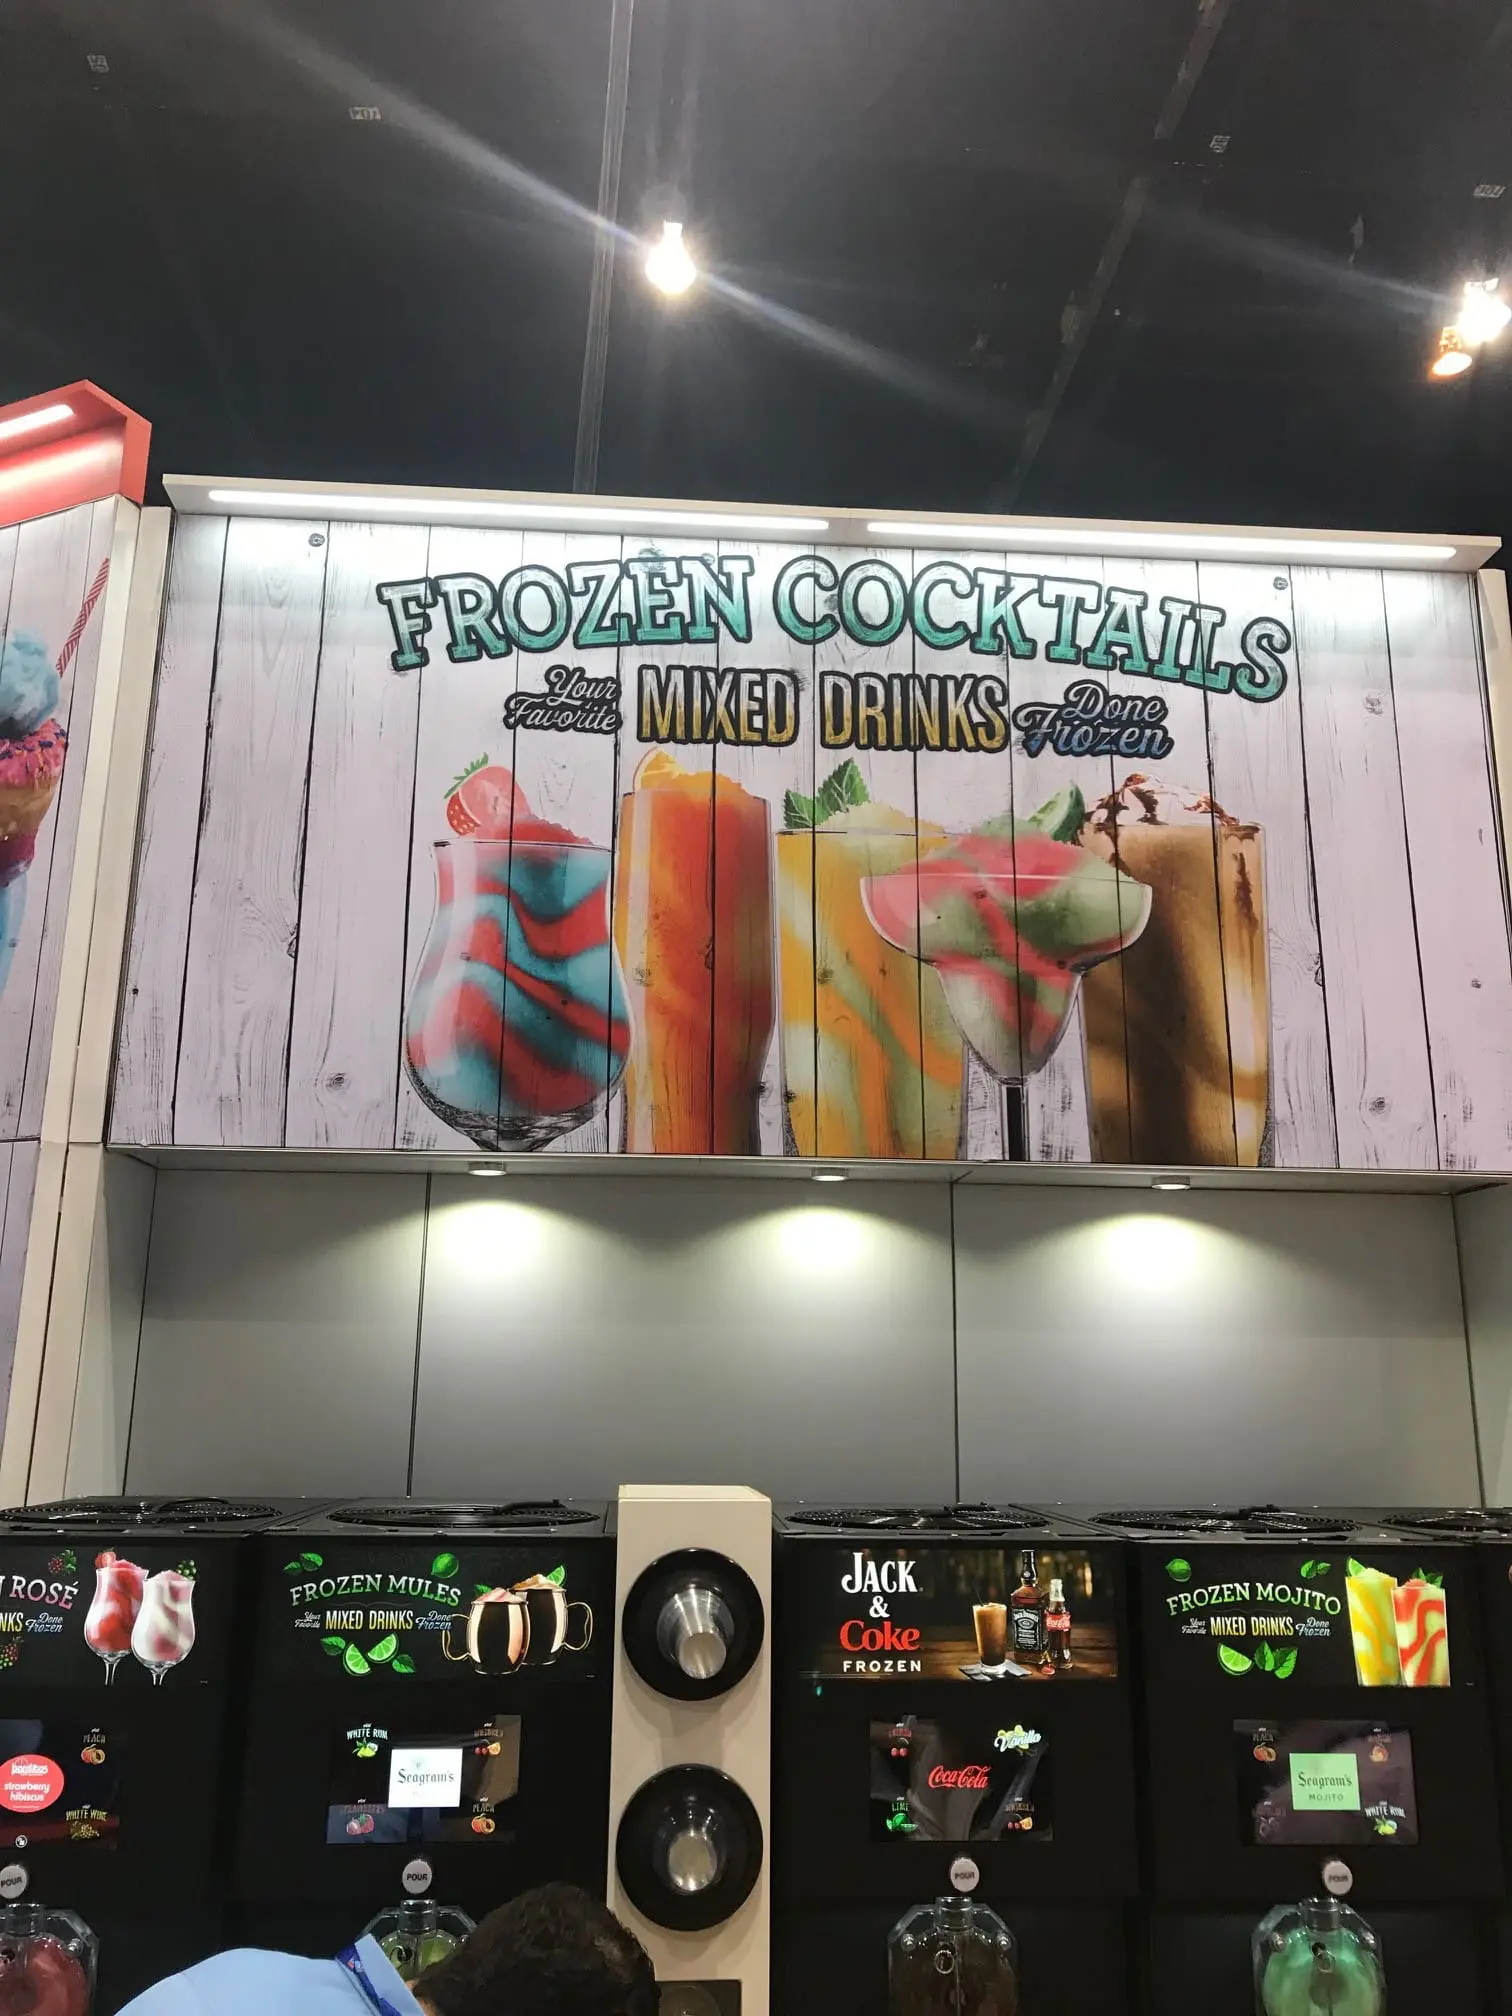 FROZEN COCKTAILS
Your Favorite MIXED DRINKS Done Frozen
ROSÉ
Done Frozen
FROZEN MULES
Your Favorite MIXED DRINKS Done Frozen
JACK
&
Coke
FROZEN
FROZEN MOJITO
Your Favorite MIXED DRINKS Done Frozen
PEACH
strawberry
hibiscus
WHITE WINE
POUR
WHITE RUM
Seagram's
PEACH
POUR
Vanilla
Coca-Cola
LIME
POUR
PEACH
Seagram's
MOJITO
WHITE RUM
POUR